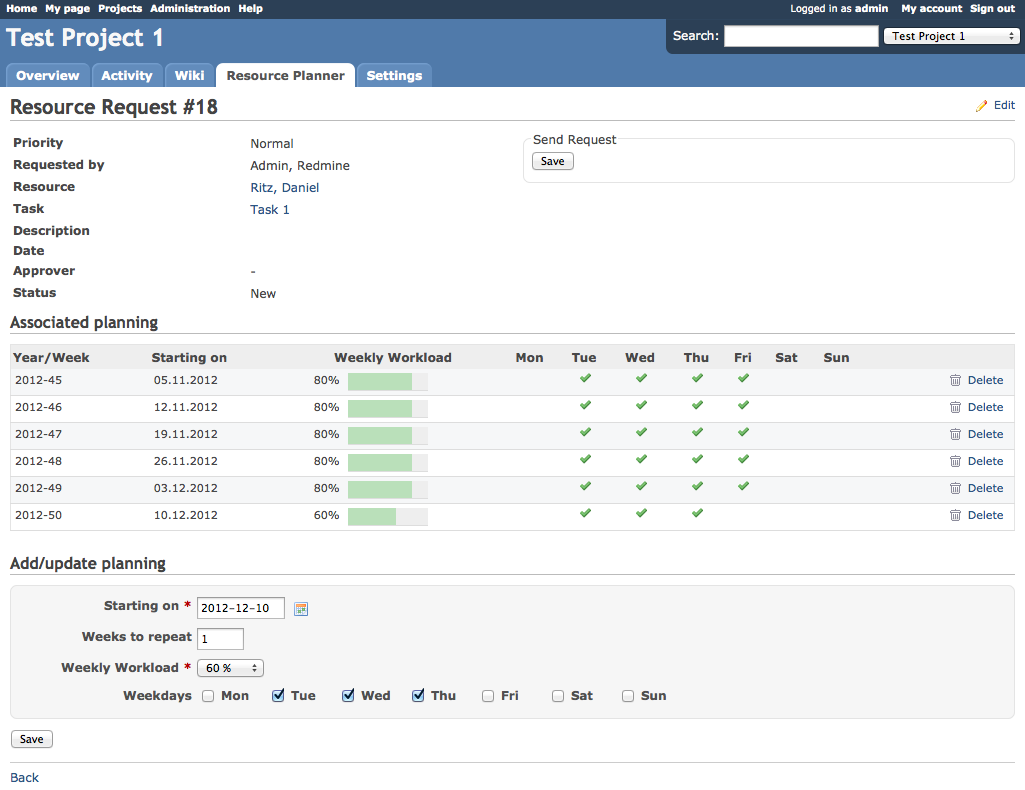 Home My page Projects Administration Help Logged in as admin My account Sign out
Test Project 1 Search: Test Project 1
Overview Activity Wiki Resource Planner Settings
Resource Request #18 Edit
Priority Normal Send Request
Requested by Admin, Redmine Save
Resource Ritz, Daniel
Task Task 1
Description
Date
Approver -
Status New
Associated planning
Year/Week Starting on Weekly Workload Mon Tue Wed Thu Fri Sat Sun
2012-45 05.11.2012 80% Delete
2012-46 12.11.2012 80% Delete
2012-47 19.11.2012 80% Delete
2012-48 26.11.2012 80% Delete
2012-49 03.12.2012 80% Delete
2012-50 10.12.2012 60% Delete
Add/update planning
Starting on * 2012-12-10
Weeks to repeat 1
Weekly Workload * 60 %
Weekdays Mon Tue Wed Thu Fri Sat Sun
Save
Back